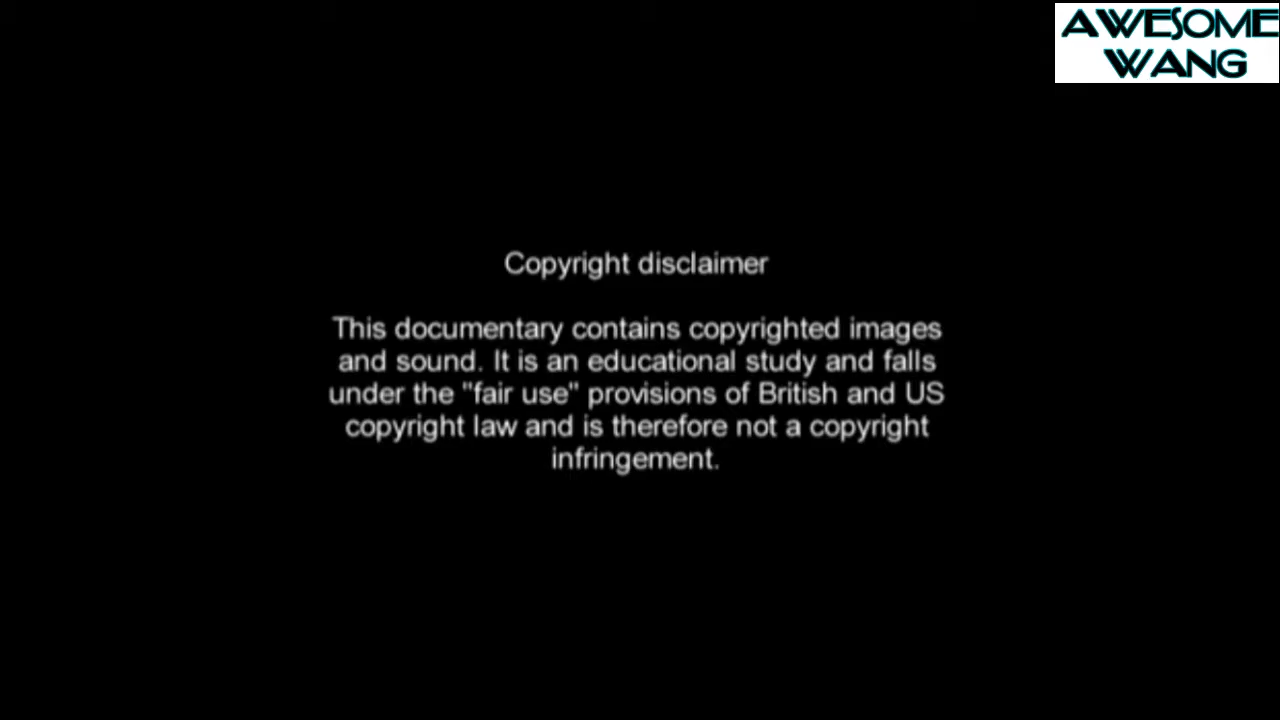 AWESOME
WANG
Copyright disclaimer
This documentary contains copyrighted images
and sound. It is an educational study and falls
under the "fair use" provisions of British and US
copyright law and is therefore not a copyright
infringement.